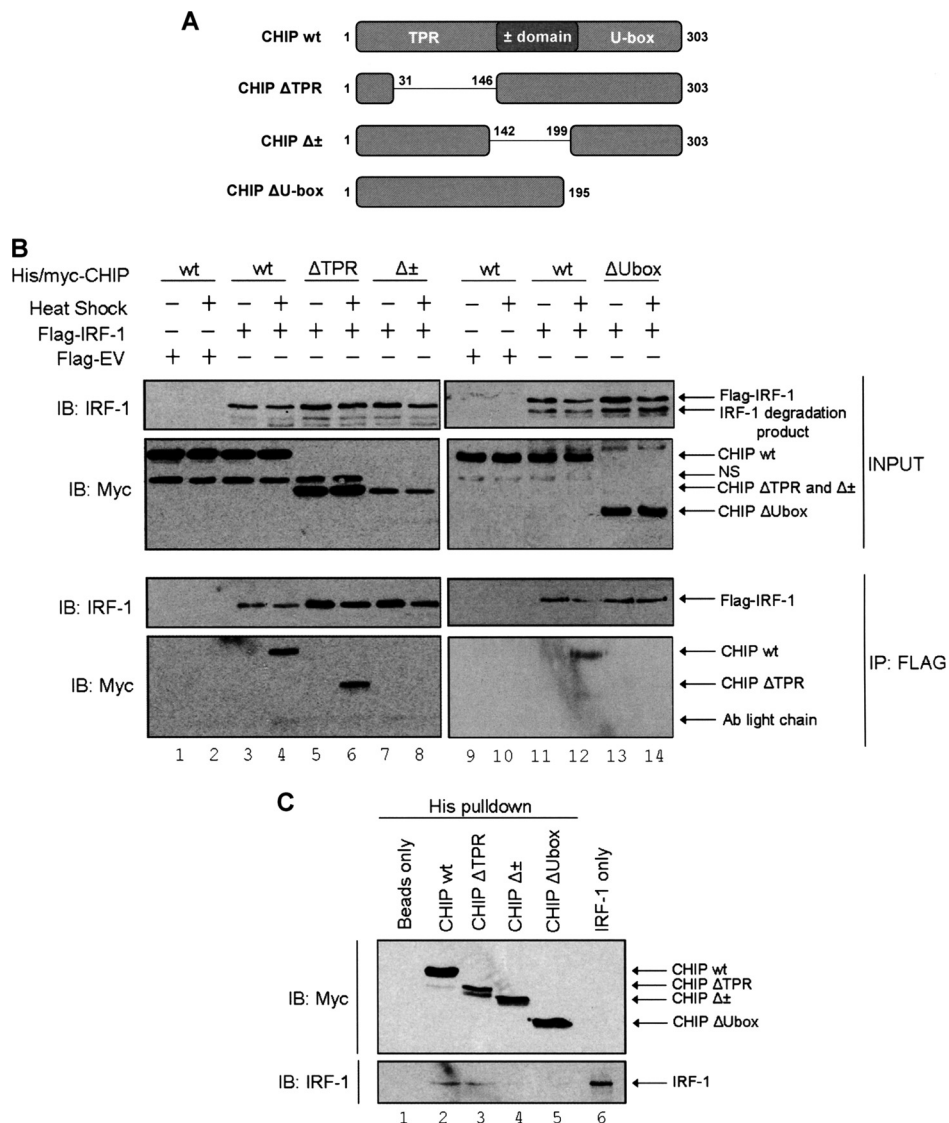 A
CHIP wt 1 TPR ± domain U-box 303
CHIP ΔTPR 1 31 146 303
CHIP Δ± 1 142 199 303
CHIP ΔU-box 1 195
B
His/myc-CHIP wt wt ΔTPR Δ± wt wt ΔUbox
Heat Shock − + − + − + − + − + − + − +
Flag-IRF-1 − − + + + + + + − − + + + +
Flag-EV + + − − − − − − + + − − − −
IB: IRF-1
Flag-IRF-1
IRF-1 degradation
product
IB: Myc
CHIP wt
NS
CHIP ΔTPR and Δ±
CHIP ΔUbox
INPUT
IB: IRF-1
Flag-IRF-1
IB: Myc
CHIP wt
CHIP ΔTPR
Ab light chain
IP: FLAG
1 2 3 4 5 6 7 8 9 10 11 12 13 14
C
His pulldown
Beads only
CHIP wt
CHIP ΔTPR
CHIP Δ±
CHIP ΔUbox
IRF-1 only
IB: Myc
CHIP wt
CHIP ΔTPR
CHIP Δ±
CHIP ΔUbox
IB: IRF-1
IRF-1
1 2 3 4 5 6